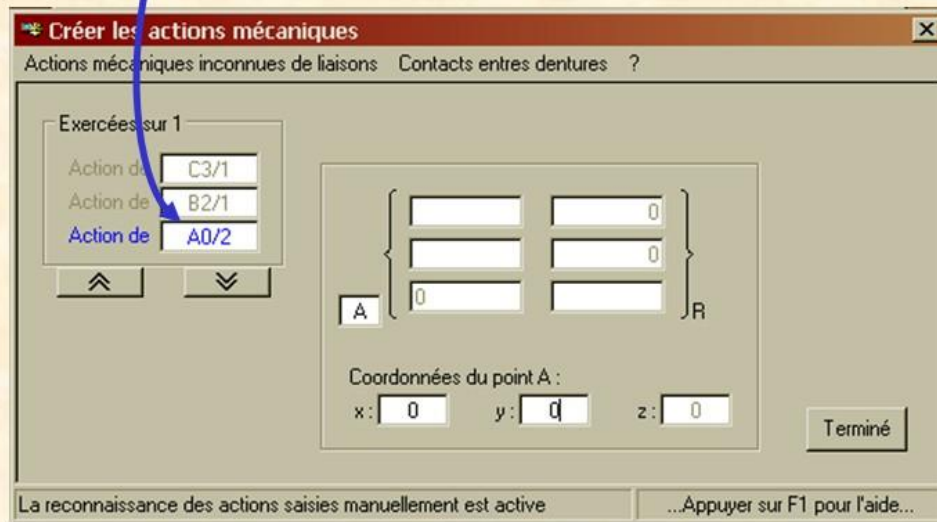 Créer les actions mécaniques
Actions mécaniques inconnues de liaisons Contacts entres dentures ?
Exercées sur 1
Action de C3/1
Action de B2/1
Action de A0/2
0
0
0
A
R
Coordonnées du point A :
x : 0 y : 0 z : 0
Terminé
La reconnaissance des actions saisies manuellement est active ...Appuyer sur F1 pour l'aide...